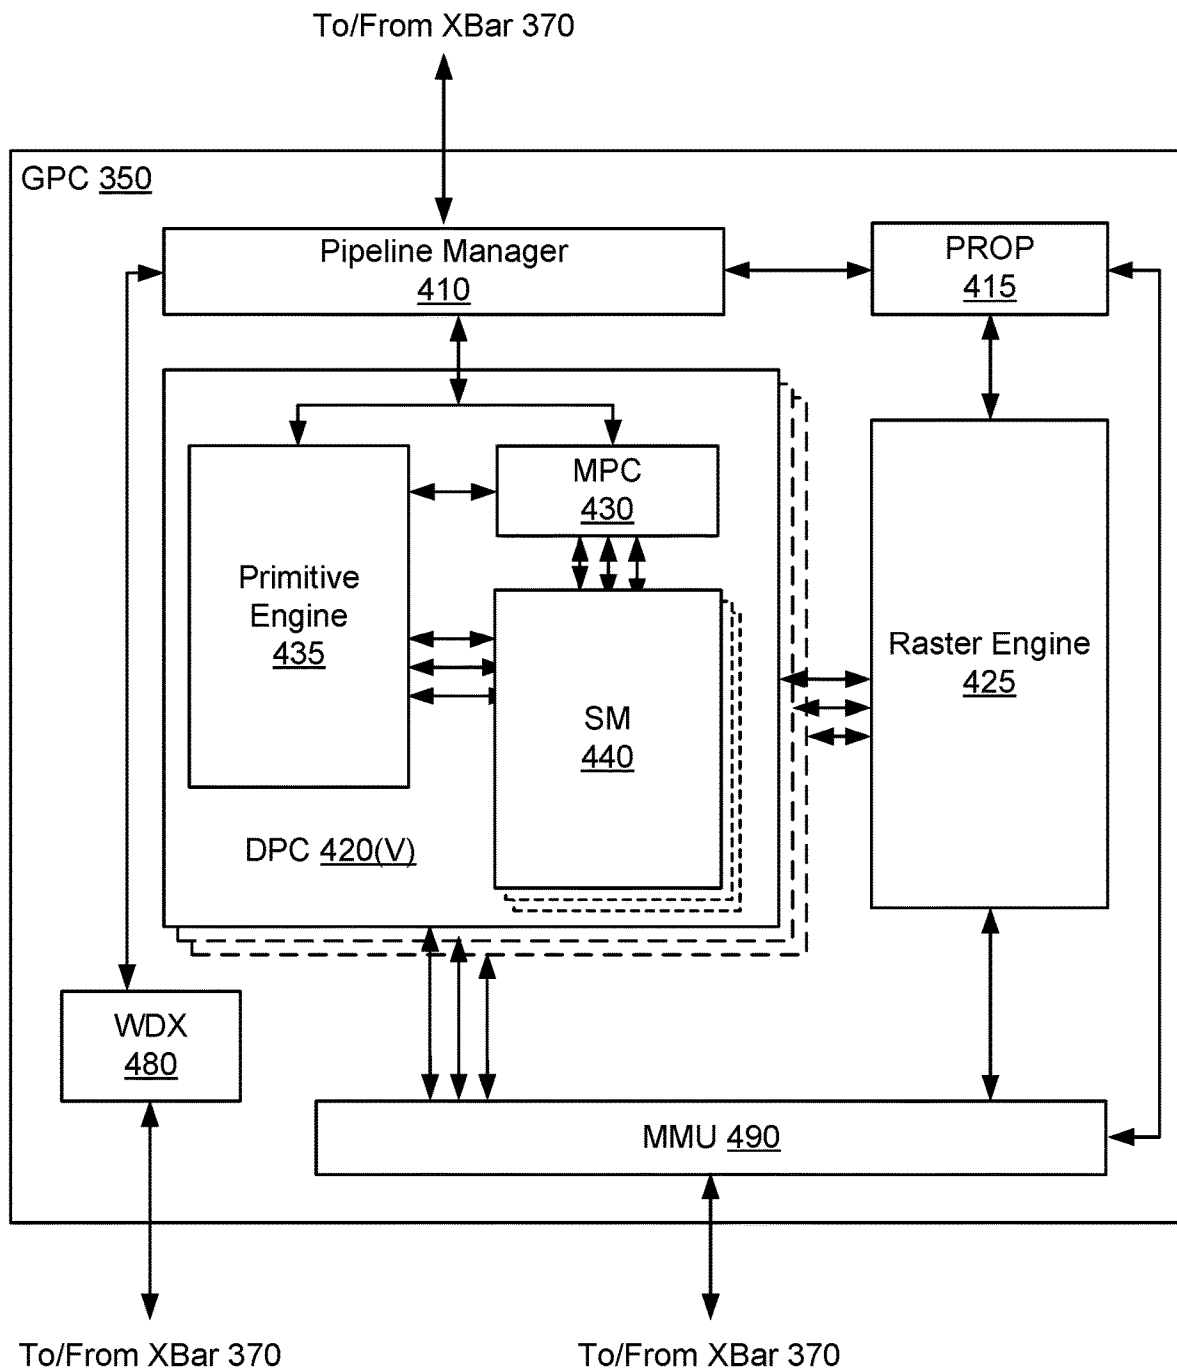 To/From XBar 370
GPC 350
Pipeline Manager
410
PROP
415
MPC
430
Primitive
Engine
435
Raster Engine
425
SM
440
DPC 420(V)
WDX
480
MMU 490
To/From XBar 370
To/From XBar 370